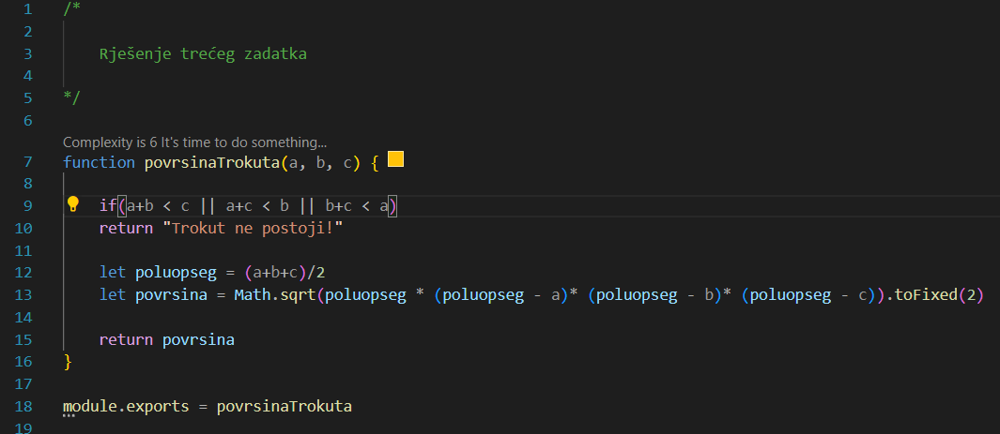 1 /*
2
3 Rješenje trećeg zadatka
4
5 */
6
Complexity is 6 It's time to do something...
7 function povrsinaTrokuta(a, b, c) {
8
9 if(a+b < c || a+c < b || b+c < a)
10 return "Trokut ne postoji!"
11
12 let poluopseg = (a+b+c)/2
13 let povrsina = Math.sqrt(poluopseg * (poluopseg - a)* (poluopseg - b)* (poluopseg - c)).toFixed(2)
14
15 return povrsina
16 }
17
18 module.exports = povrsinaTrokuta
19